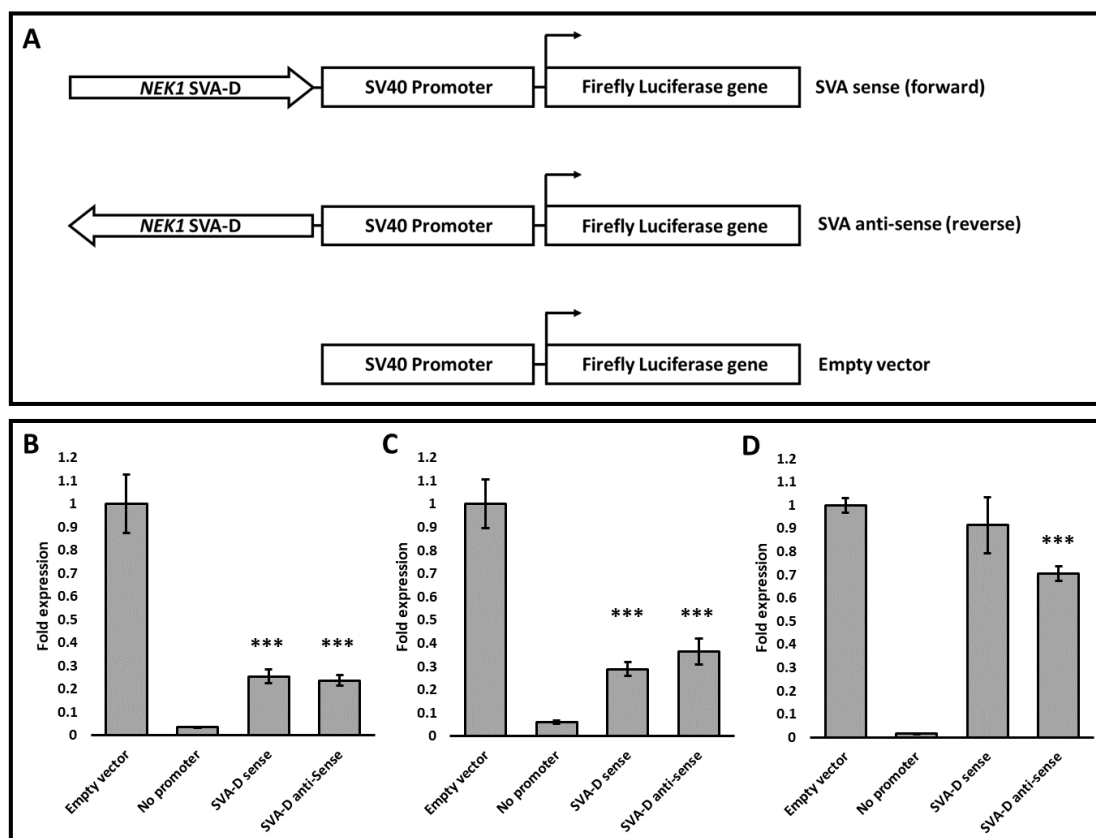 A
NEK1 SVA-D
SV40 Promoter
Firefly Luciferase gene
SVA sense (forward)
NEK1 SVA-D
SV40 Promoter
Firefly Luciferase gene
SVA anti-sense (reverse)
SV40 Promoter
Firefly Luciferase gene
Empty vector
B
Fold expression
1.2
1.1
1
0.9
0.8
0.7
0.6
0.5
0.4
0.3
0.2
0.1
0
***
***
Empty vector
No promoter
SVA-D sense
SVA-D anti-Sense
C
Fold expression
1.2
1.1
1
0.9
0.8
0.7
0.6
0.5
0.4
0.3
0.2
0.1
0
***
***
Empty vector
No promoter
SVA-D sense
SVA-D anti-sense
D
Fold expression
1.2
1.1
1
0.9
0.8
0.7
0.6
0.5
0.4
0.3
0.2
0.1
0
***
Empty vector
No promoter
SVA-D sense
SVA-D anti-sense